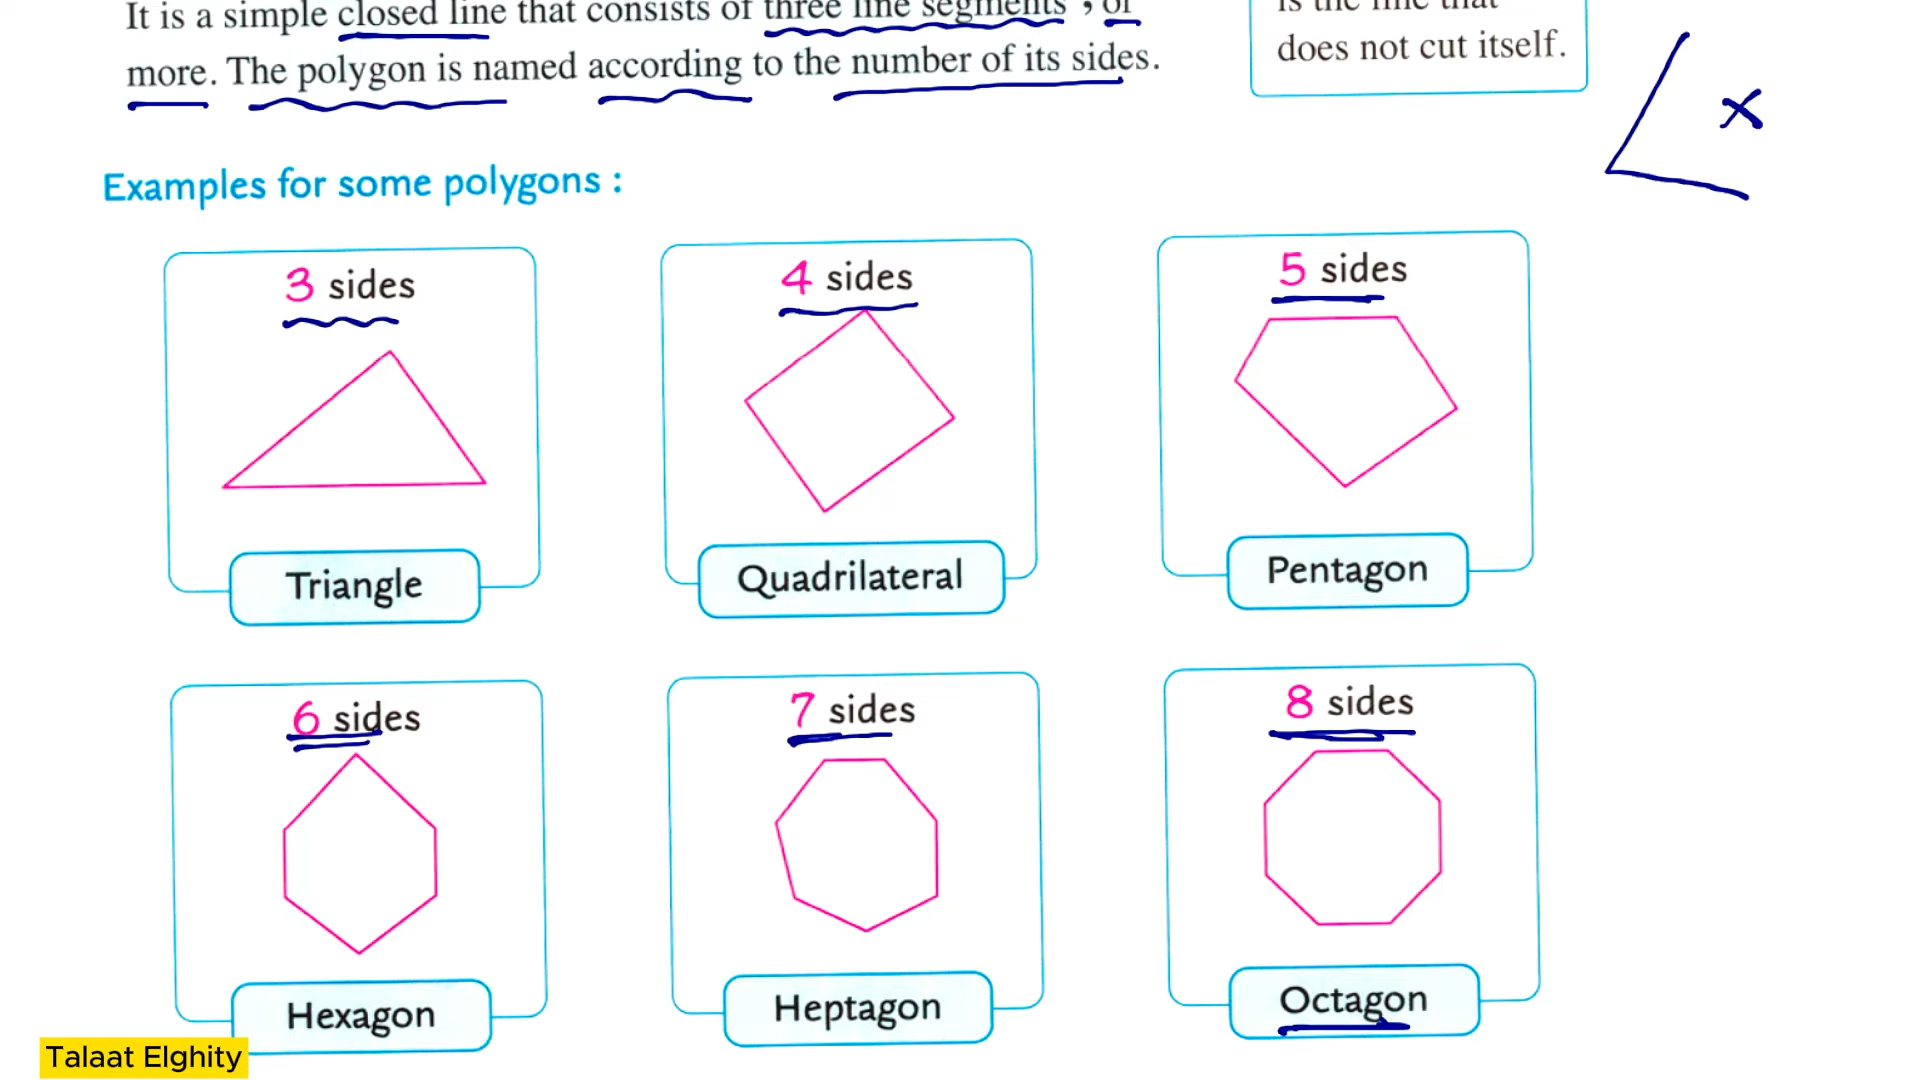 It is a simple closed line that consists of three line segments , or
more. The polygon is named according to the number of its sides.
does not cut itself.
x
Examples for some polygons :
3 sides
4 sides
5 sides
Triangle
Quadrilateral
Pentagon
6 sides
7 sides
8 sides
Hexagon
Heptagon
Octagon
Talaat Elghity